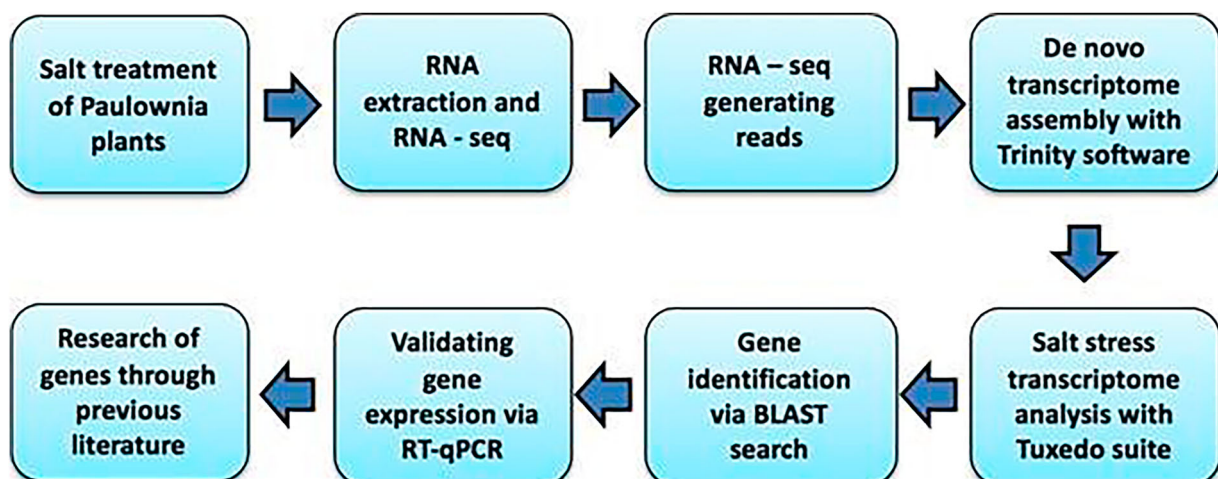 Salt treatment
of Paulownia
plants
RNA
extraction and
RNA - seq
RNA – seq
generating
reads
De novo
transcriptome
assembly with
Trinity software
Salt stress
transcriptome
analysis with
Tuxedo suite
Gene
identification
via BLAST
search
Validating
gene
expression via
RT-qPCR
Research of
genes through
previous
literature